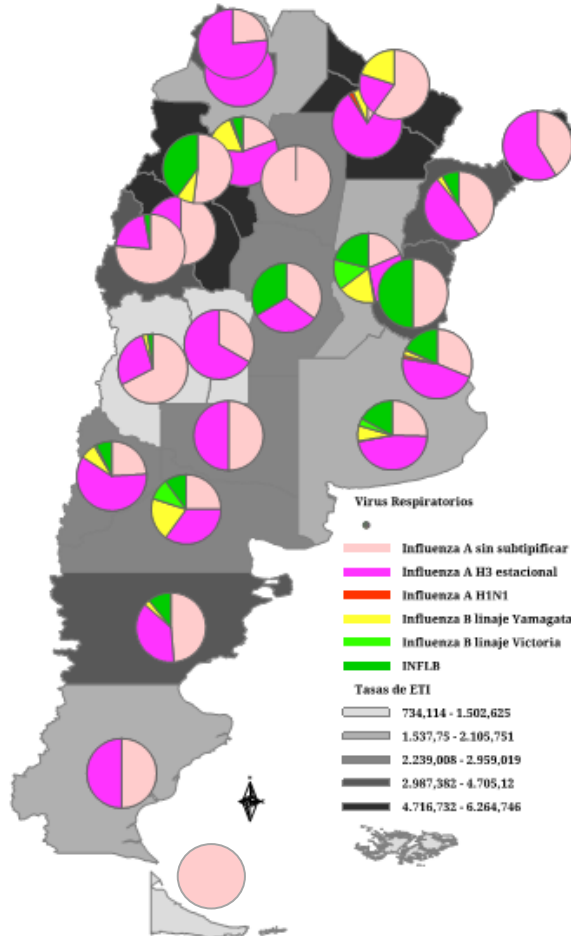 Virus Respiratorios
Influenza A sin subtipificar
Influenza A H3 estacional
Influenza A H1N1
Influenza B linaje Yamagata
Influenza B linaje Victoria
INFLB
Tasas de ETI
734,114 - 1.502,625
1.537,75 - 2.105,751
2.239,008 - 2.959,019
2.987,382 - 4.705,12
4.716,732 - 6.264,746